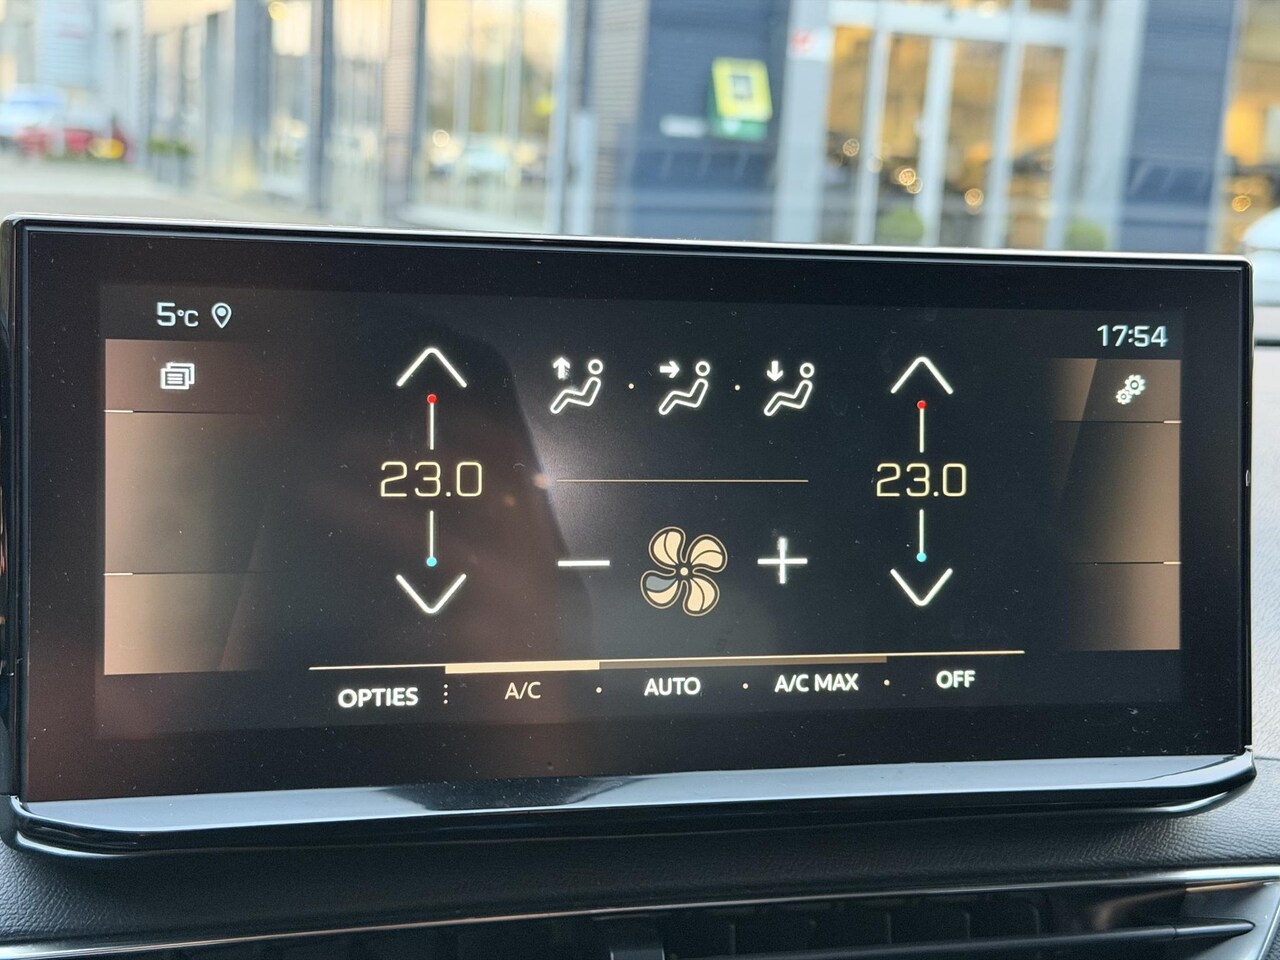 5°C
17:54
23.0
23.0
OPTIES A/C AUTO A/C MAX OFF